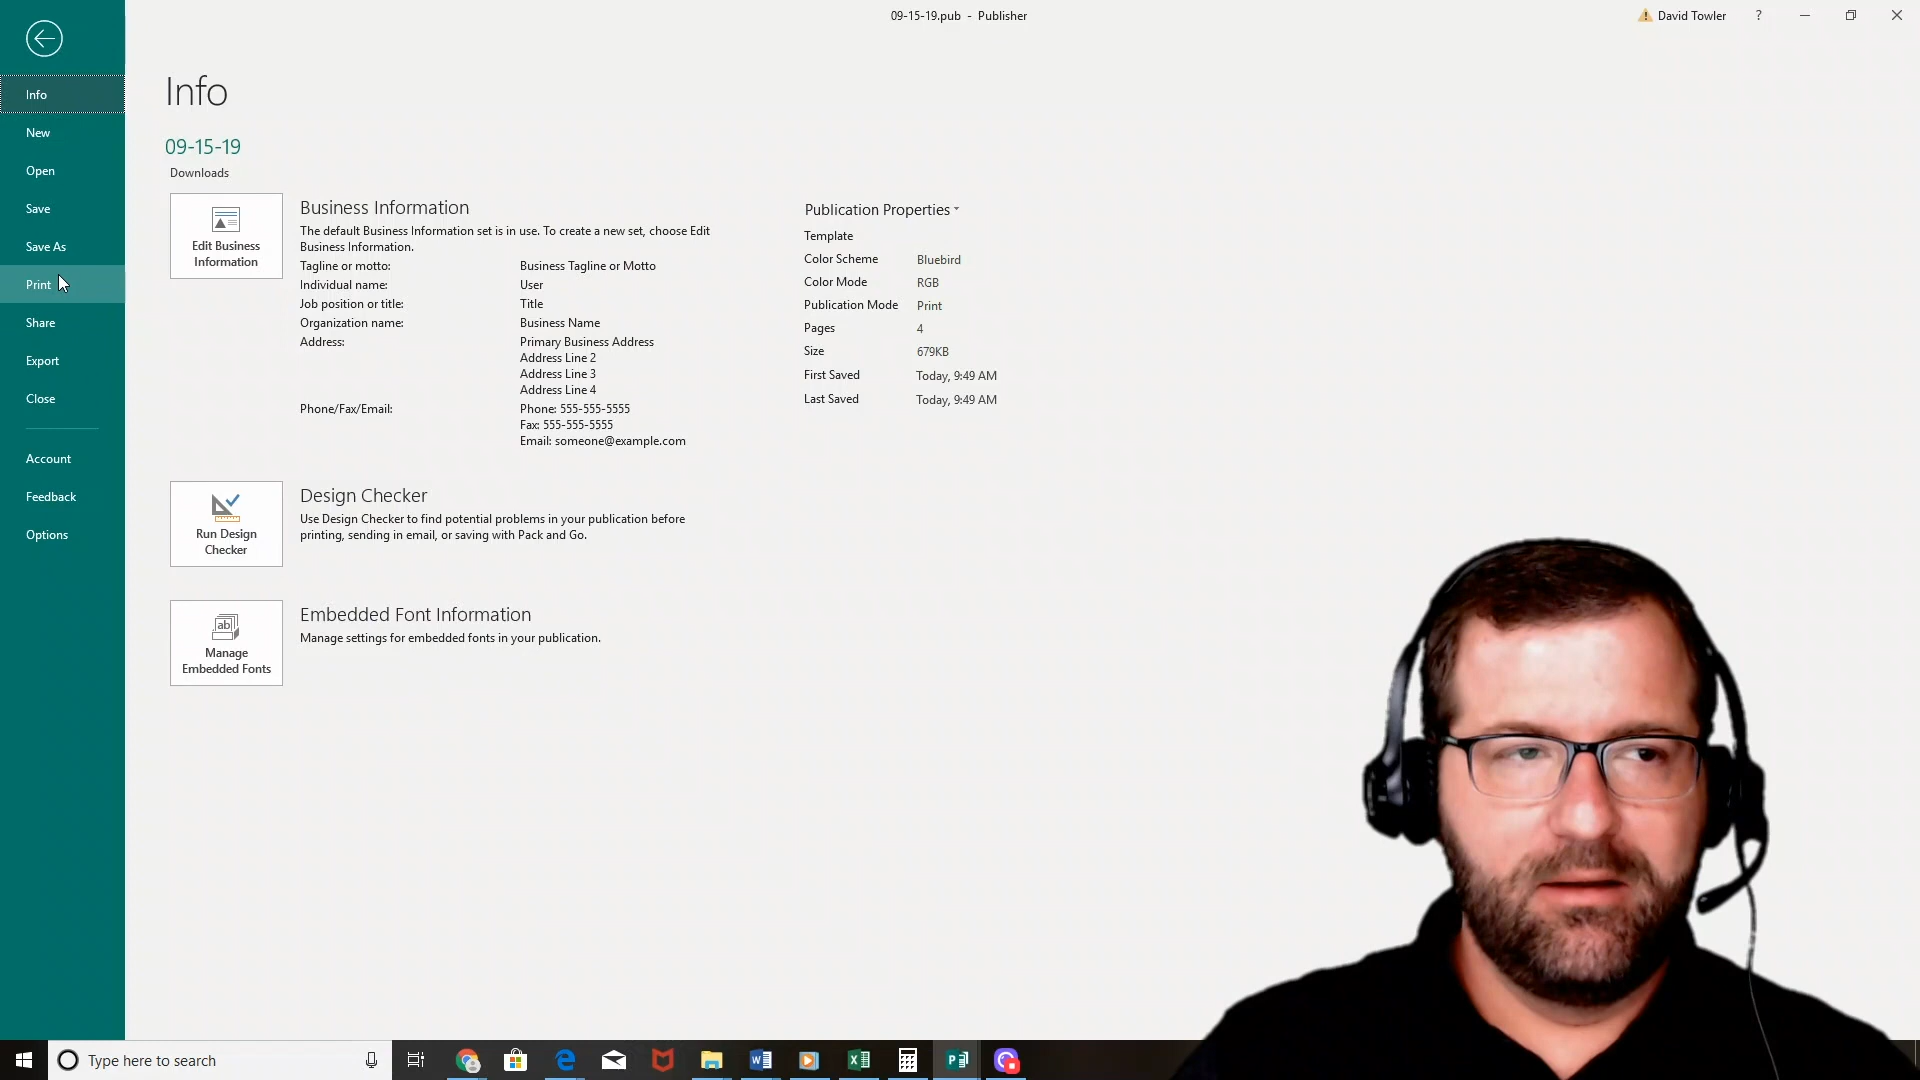 09-15-19.pub - Publisher
David Towler
?
Info
New
Open
Save
Save As
Print
Share
Export
Close
Account
Feedback
Options
Info
09-15-19
Downloads
Edit Business
Information
Business Information
The default Business Information set is in use. To create a new set, choose Edit
Business Information.
Tagline or motto: Business Tagline or Motto
Individual name: User
Job position or title: Title
Organization name: Business Name
Address: Primary Business Address
Address Line 2
Address Line 3
Address Line 4
Phone/Fax/Email: Phone: 555-555-5555
Fax: 555-555-5555
Email: someone@example.com
Publication Properties
Template
Color Scheme Bluebird
Color Mode RGB
Publication Mode Print
Pages 4
Size 679KB
First Saved Today, 9:49 AM
Last Saved Today, 9:49 AM
Run Design
Checker
Design Checker
Use Design Checker to find potential problems in your publication before
printing, sending in email, or saving with Pack and Go.
ab
Manage
Embedded Fonts
Embedded Font Information
Manage settings for embedded fonts in your publication.
Type here to search